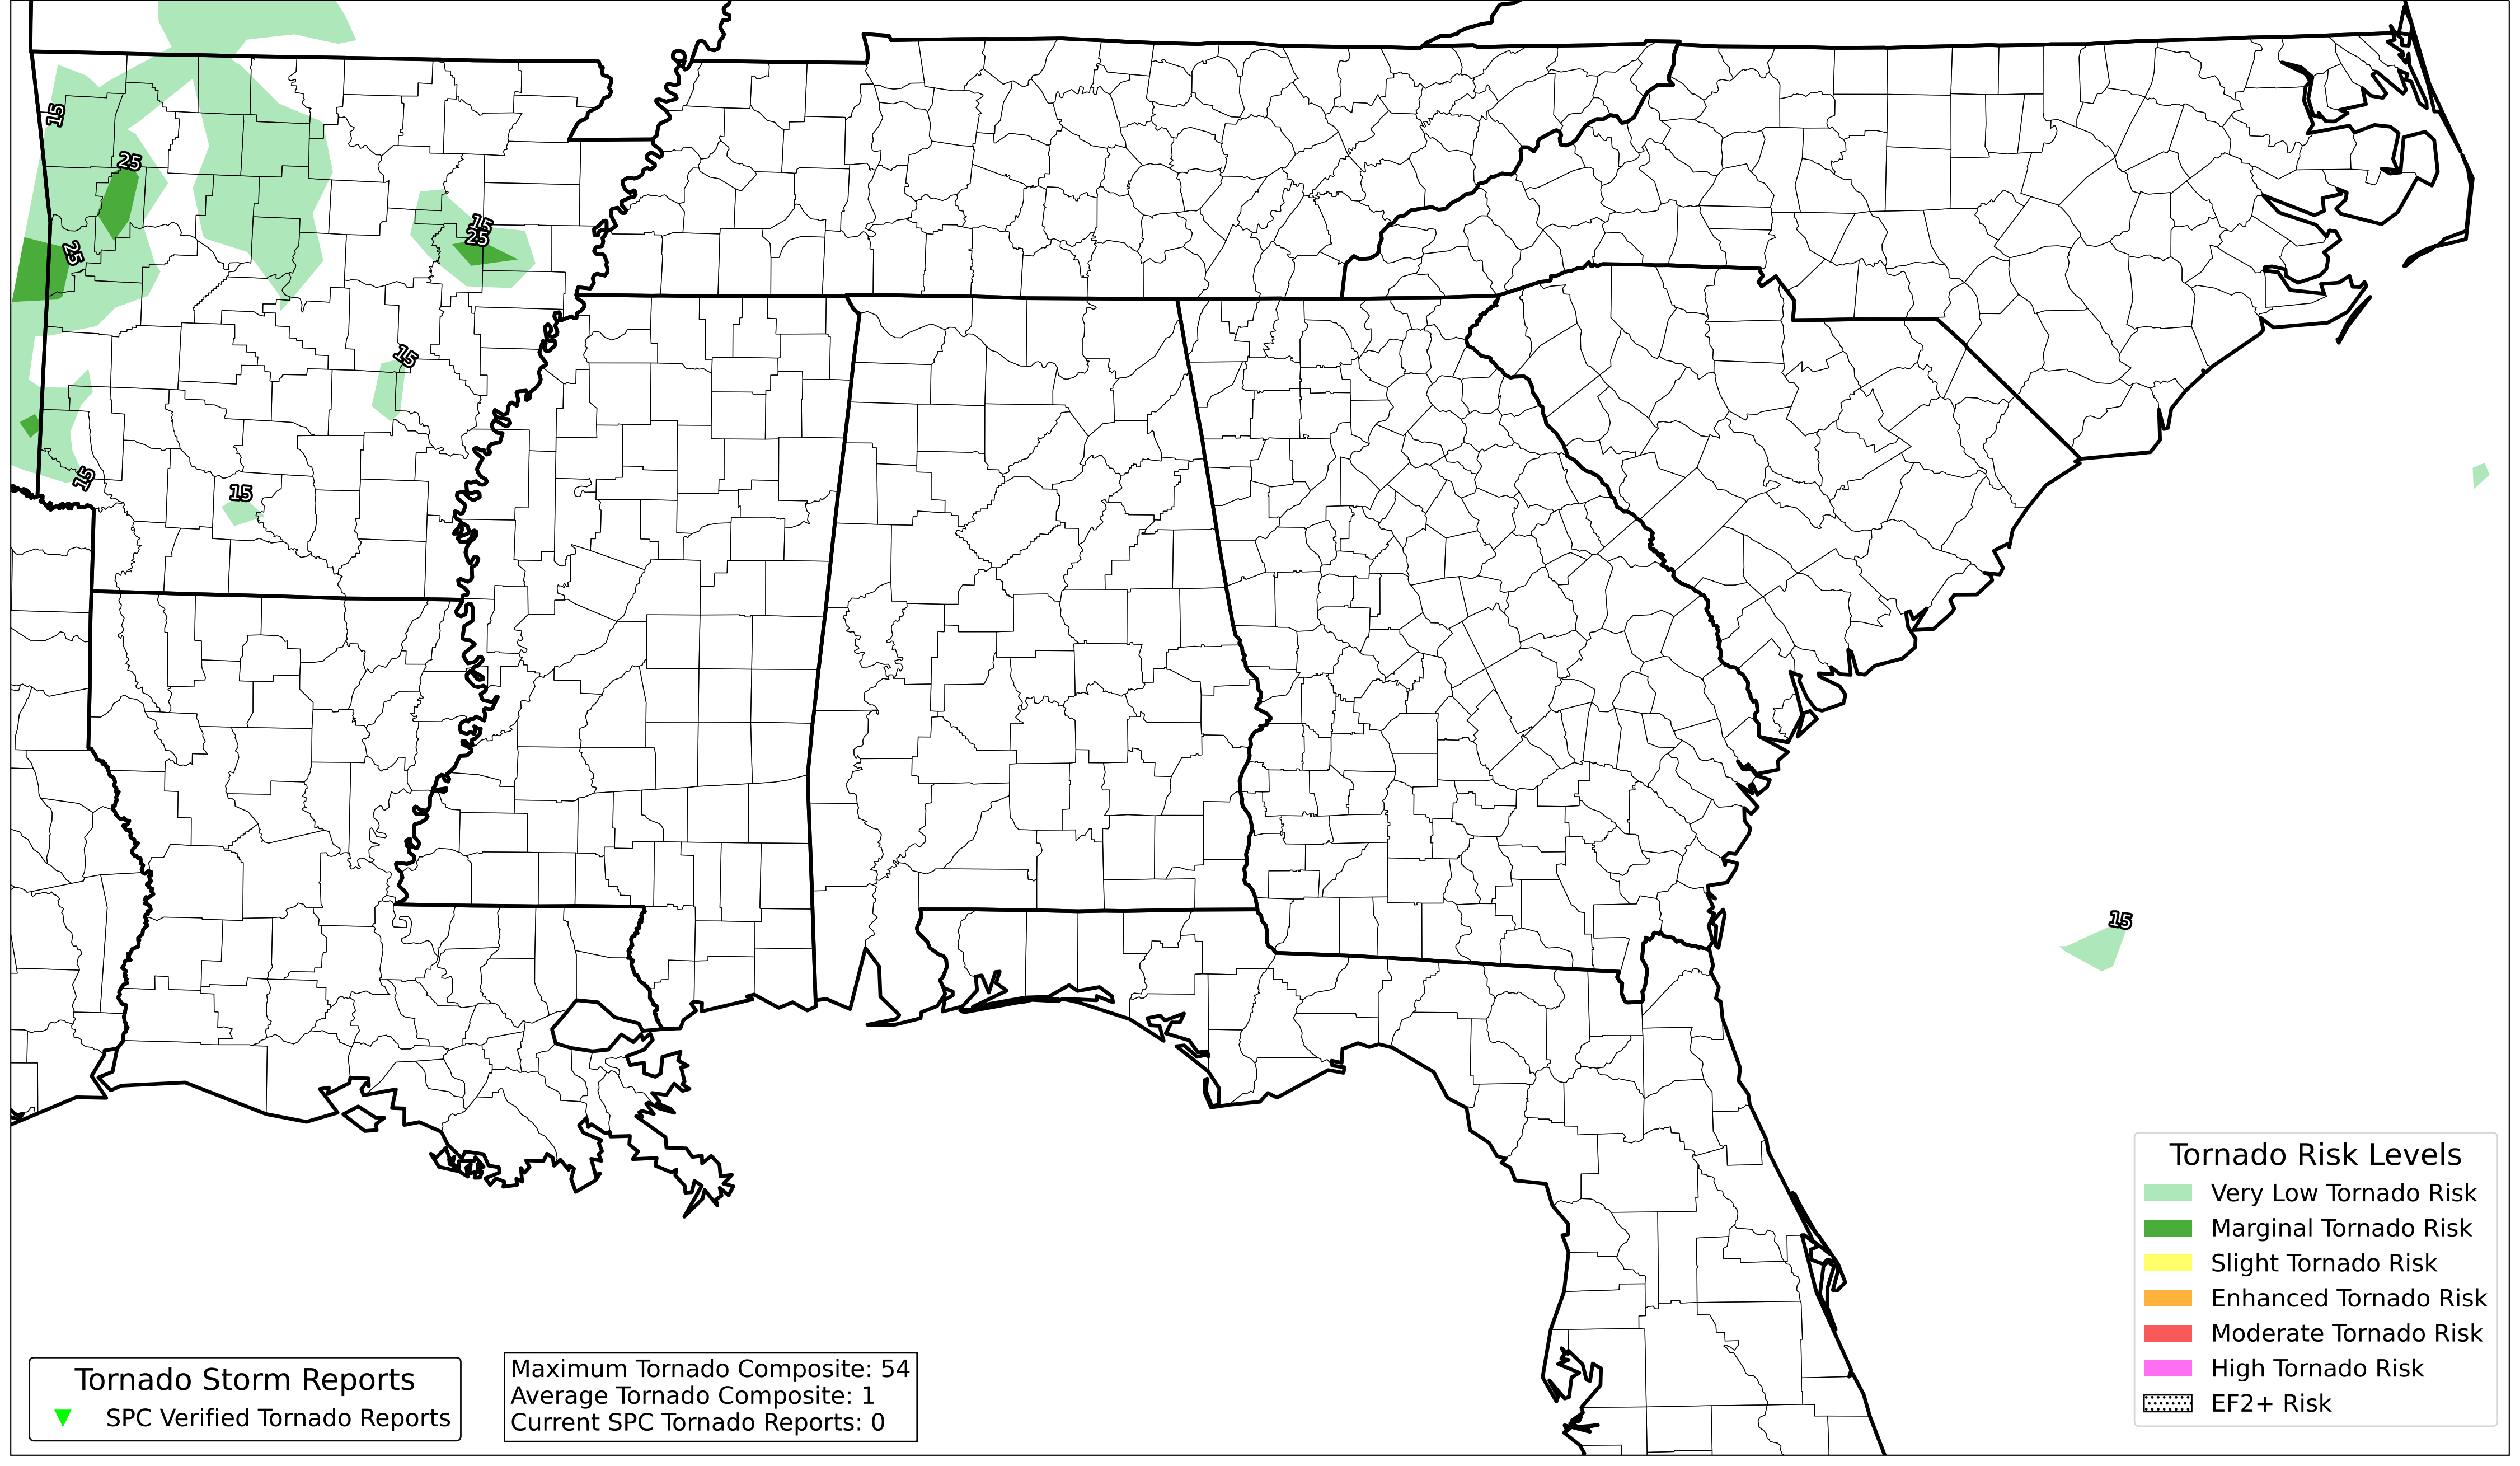 15
25
15
25
25
15
15
15
15
Tornado Risk Levels
Very Low Tornado Risk
Marginal Tornado Risk
Slight Tornado Risk
Enhanced Tornado Risk
Moderate Tornado Risk
High Tornado Risk
EF2+ Risk
Tornado Storm Reports
SPC Verified Tornado Reports
Maximum Tornado Composite: 54
Average Tornado Composite: 1
Current SPC Tornado Reports: 0